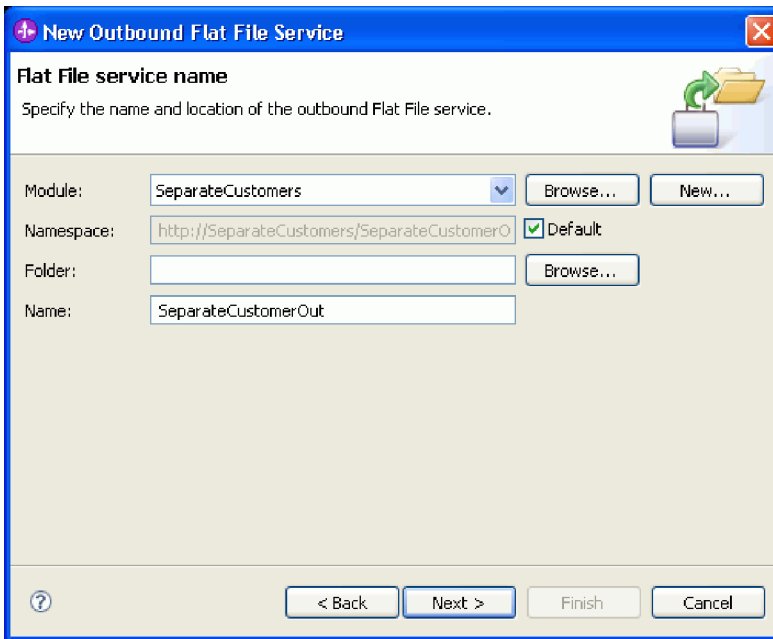 New Outbound Flat File Service
Flat File service name
Specify the name and location of the outbound Flat File service.
Module: SeparateCustomers Browse... New...
Namespace: http://SeparateCustomers/SeparateCustomerO Default
Folder: Browse...
Name: SeparateCustomerOut
? < Back Next > Finish Cancel